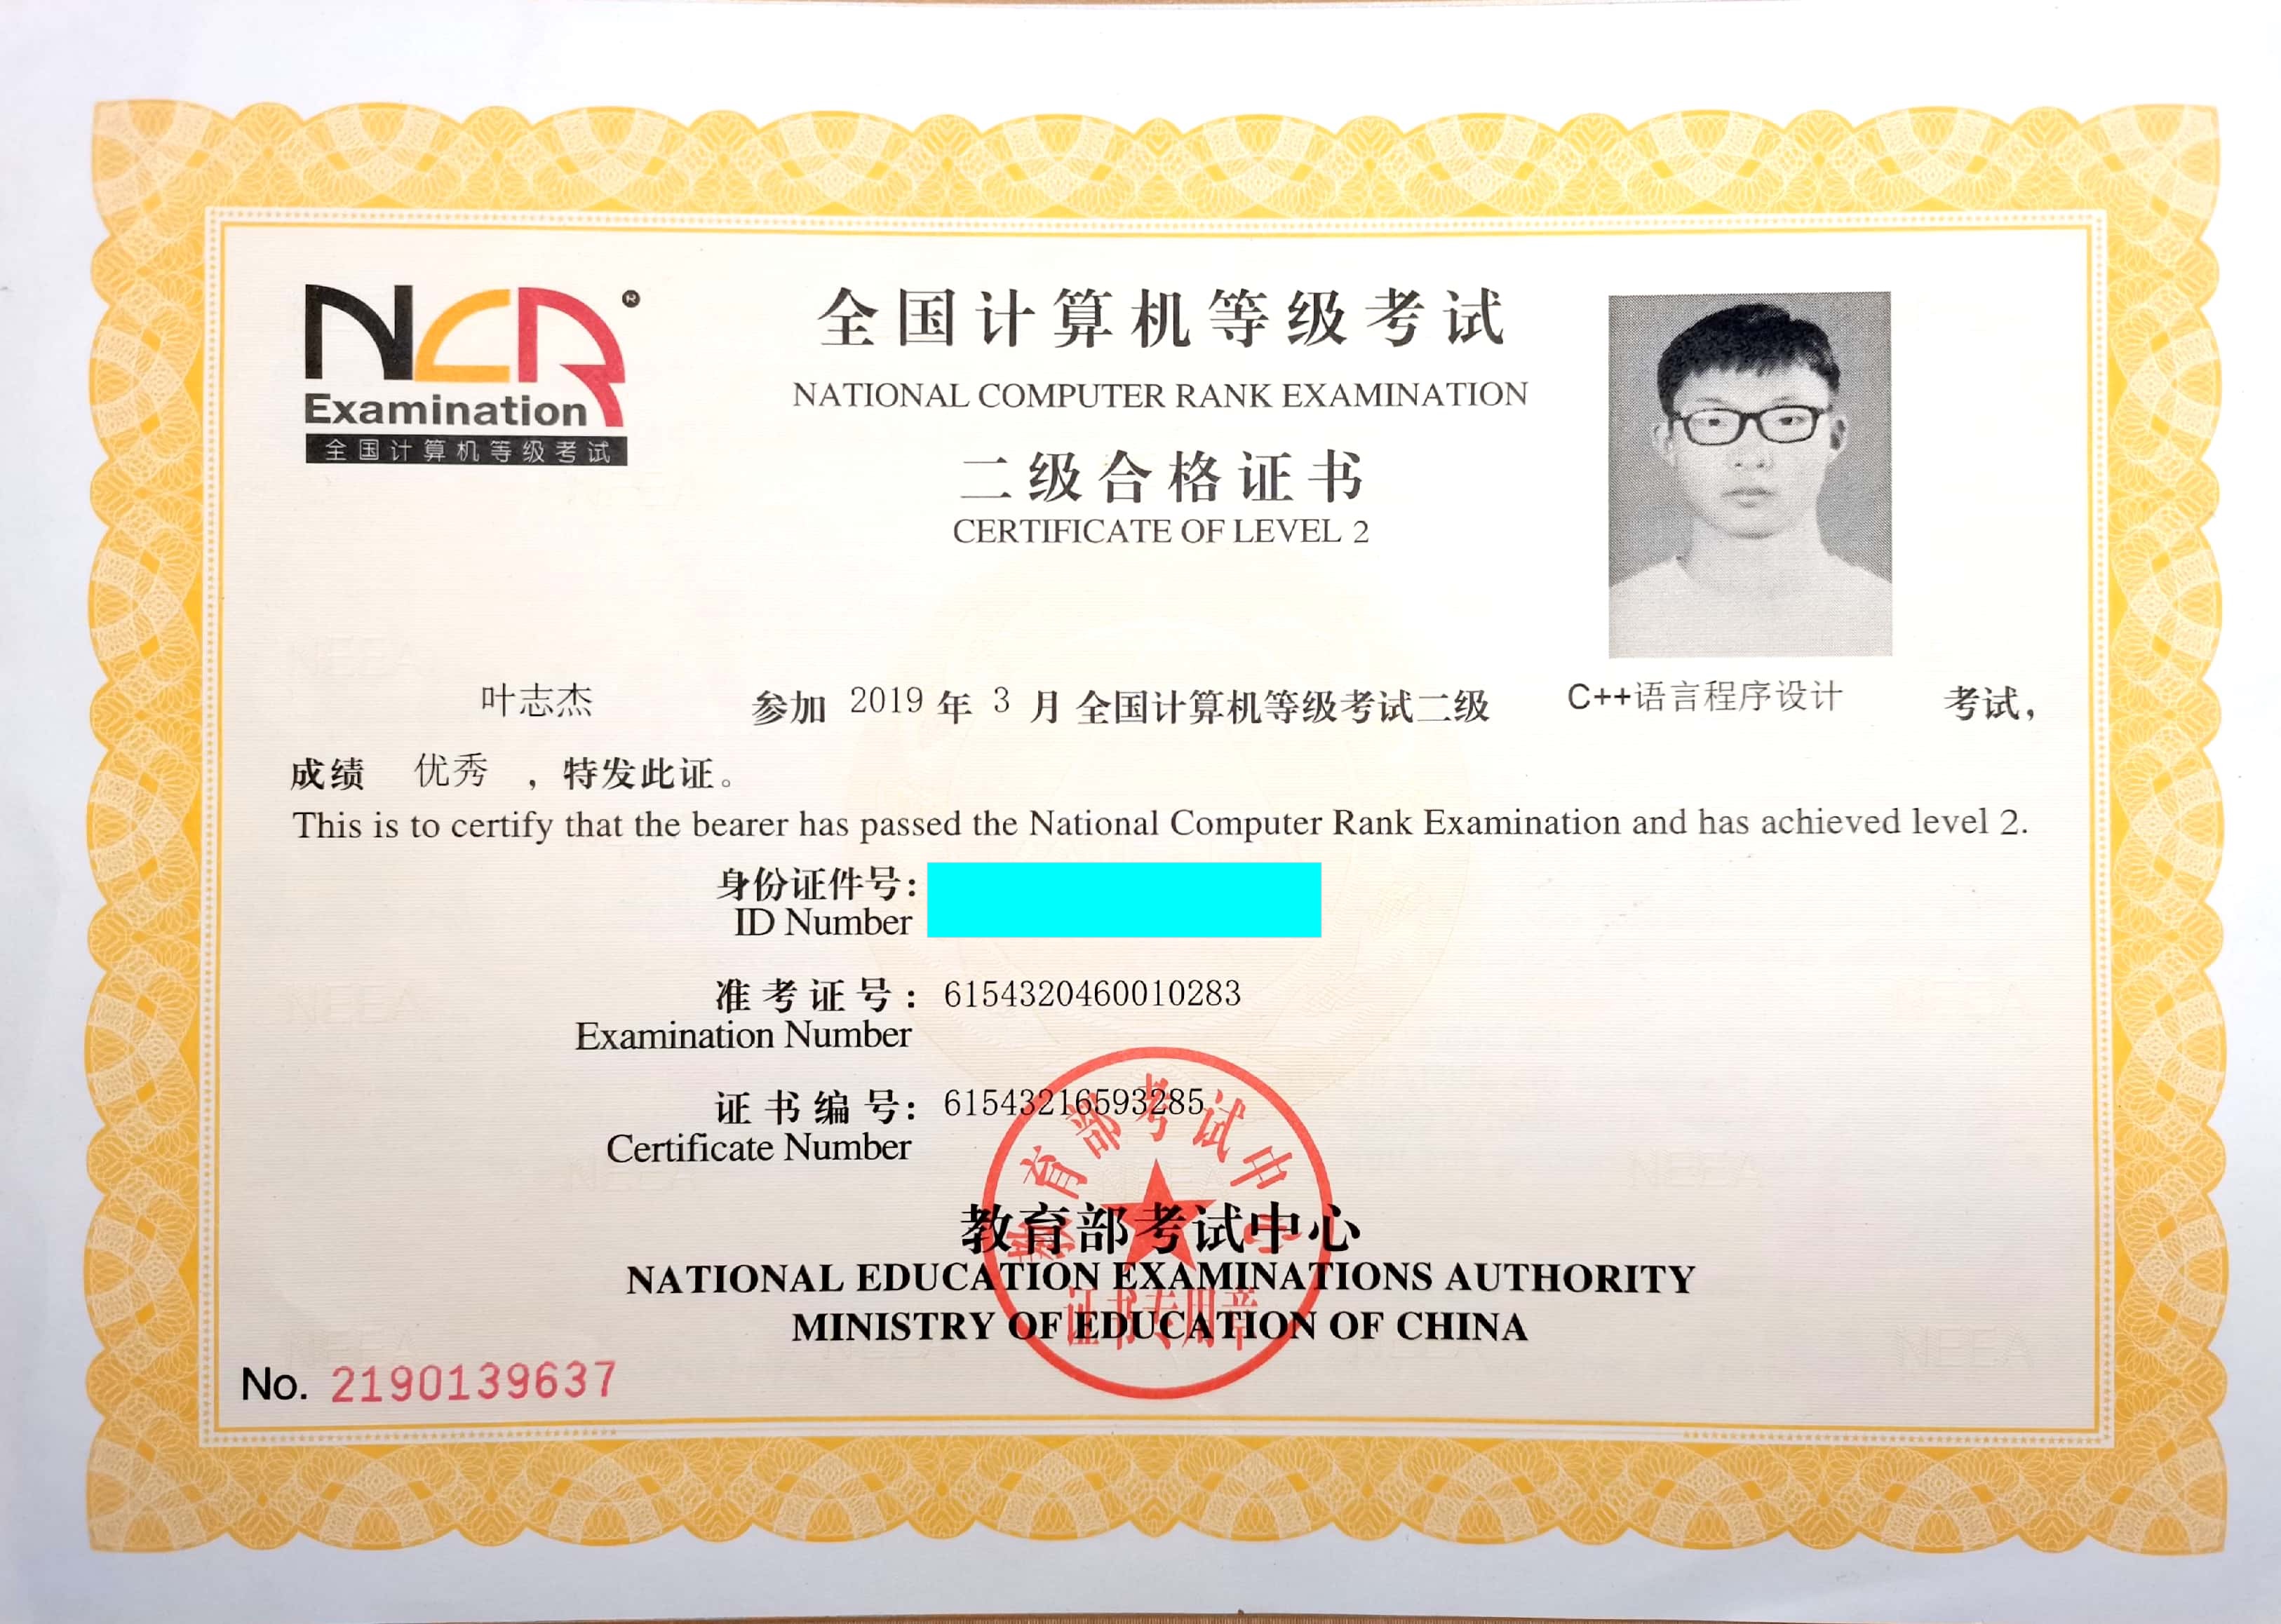 NCR®
Examination
全国计算机等级考试
全国计算机等级考试
NATIONAL COMPUTER RANK EXAMINATION
二级合格证书
CERTIFICATE OF LEVEL 2
叶志杰 参加 2019 年 3 月 全国计算机等级考试二级 C++语言程序设计 考试，
成绩 优秀 ，特发此证。
This is to certify that the bearer has passed the National Computer Rank Examination and has achieved level 2.
身份证件号：
ID Number
准考证号：6154320460010283
Examination Number
证书编号：61543216593285
Certificate Number
教育部考试中心
教育部考试中心
NATIONAL EDUCATION EXAMINATIONS AUTHORITY
证书专用章
MINISTRY OF EDUCATION OF CHINA
No. 2190139637